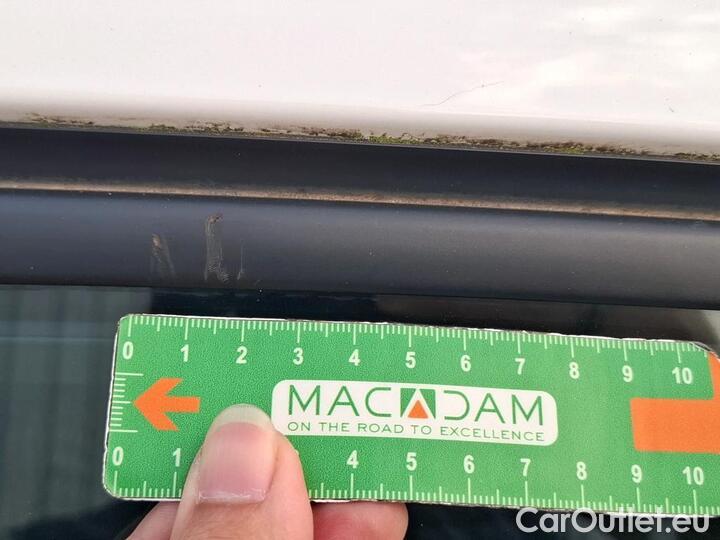 0 1 2 3 4 5 6 7 8 9 10
MACADAM
ON THE ROAD TO EXCELLENCE
0 1 4 5 6 7 8 9 10
CarOutlet.eu